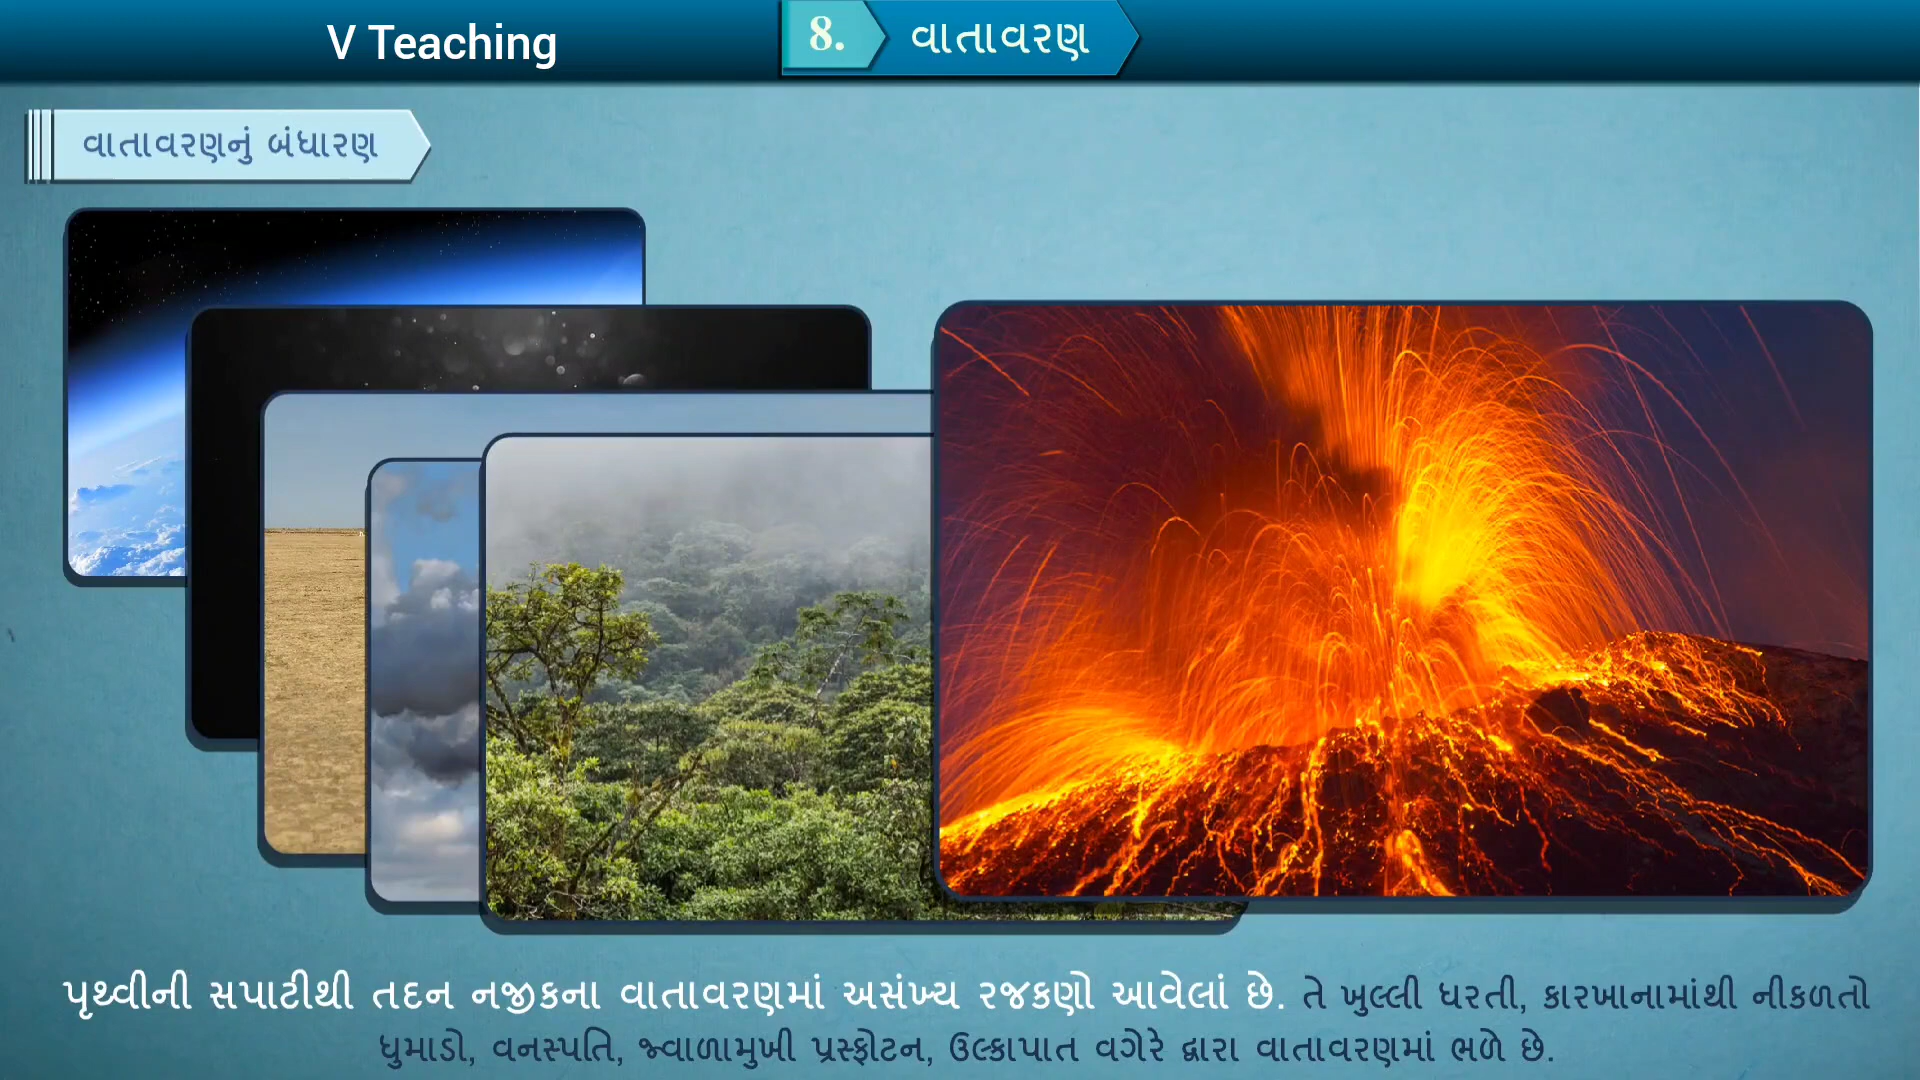 V Teaching
8. વાતાવરણ
વાતાવરણનું બંધારણ
પૃથ્વીની સપાટીથી તદન નજીકના વાતાવરણમાં અસંખ્ય રજકણો આવેલાં છે. તે ખુલ્લી ધરતી, કારખાનામાંથી નીકળતો
ધુમાડો, વનસ્પતિ, જ્વાળામુખી પ્રસ્ફોટન, ઉલ્કાપાત વગેરે દ્વારા વાતાવરણમાં ભળે છે.